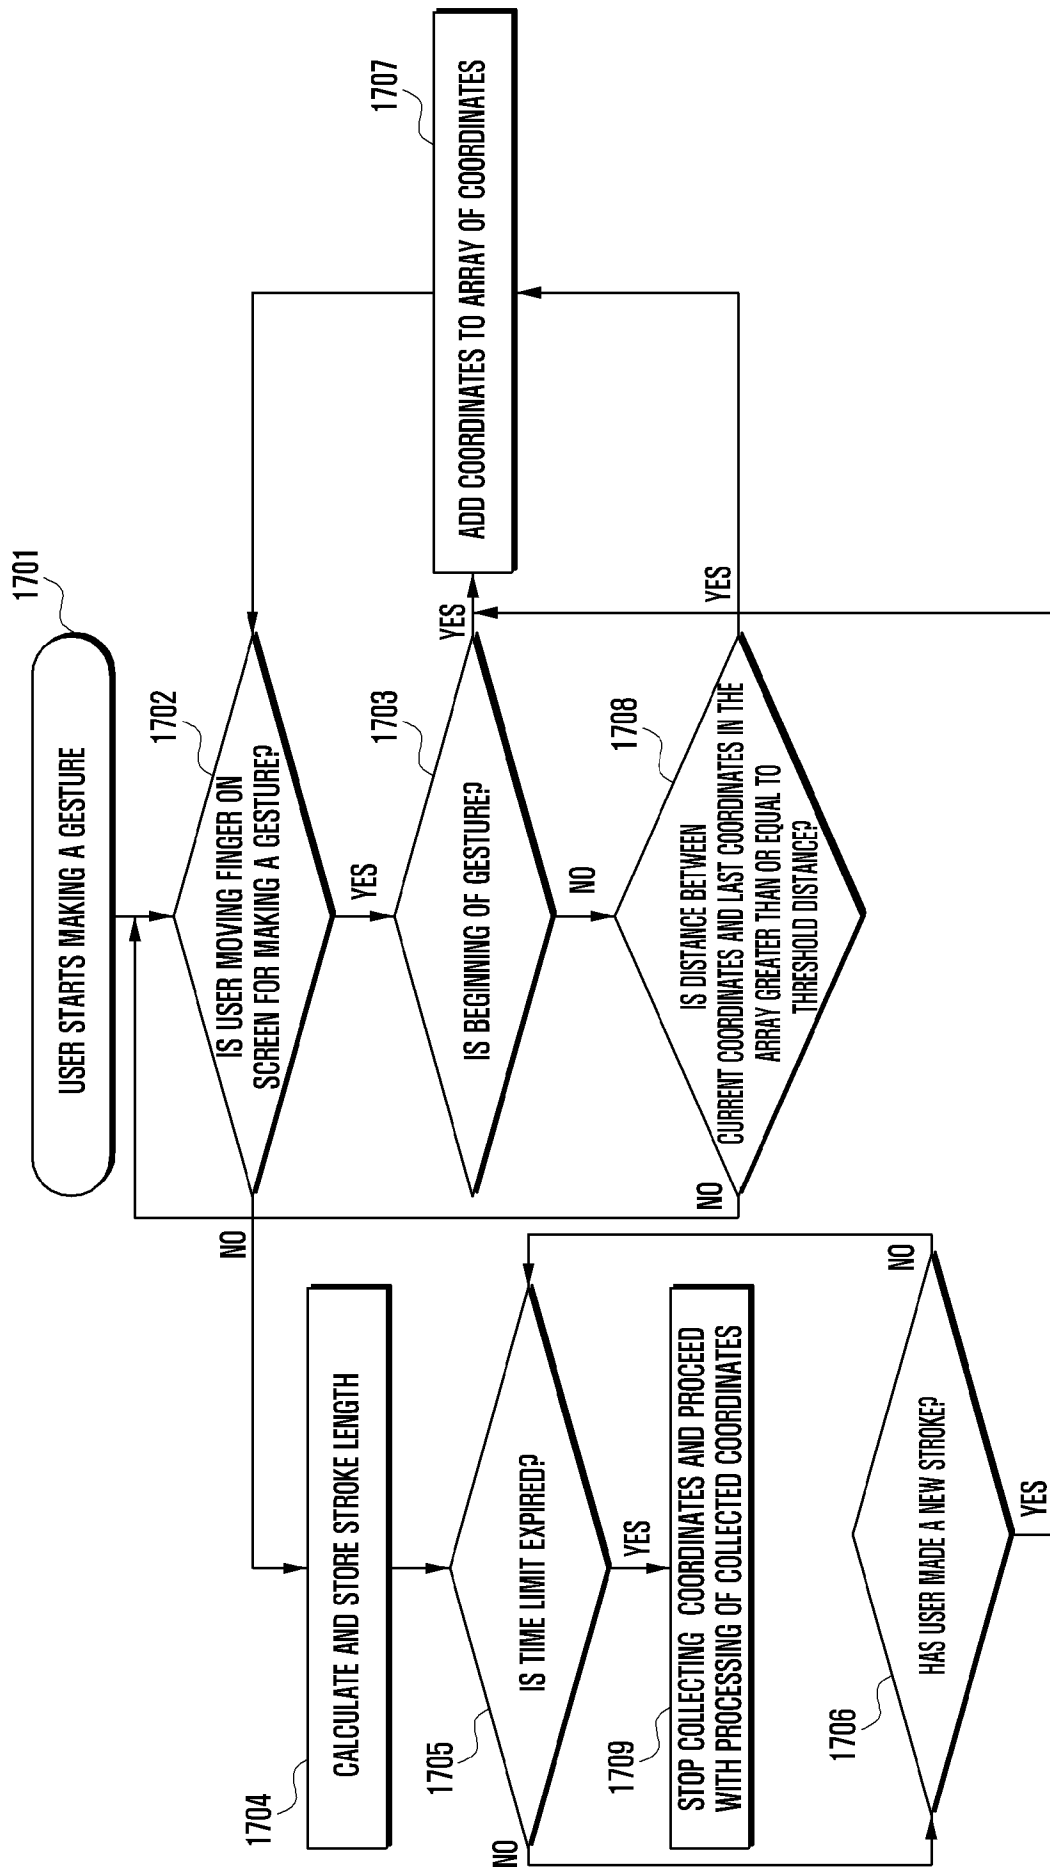 1701
USER STARTS MAKING A GESTURE
1702
IS USER MOVING FINGER ON
SCREEN FOR MAKING A GESTURE?
NO
YES
1703
IS BEGINNING OF GESTURE?
YES
NO
1707
ADD COORDINATES TO ARRAY OF COORDINATES
1708
IS DISTANCE BETWEEN
CURRENT COORDINATES AND LAST COORDINATES IN THE
ARRAY GREATER THAN OR EQUAL TO
THRESHOLD DISTANCE?
NO
YES
1704
CALCULATE AND STORE STROKE LENGTH
1705
IS TIME LIMIT EXPIRED?
NO
YES
1709
STOP COLLECTING COORDINATES AND PROCEED
WITH PROCESSING OF COLLECTED COORDINATES
1706
HAS USER MADE A NEW STROKE?
NO
YES